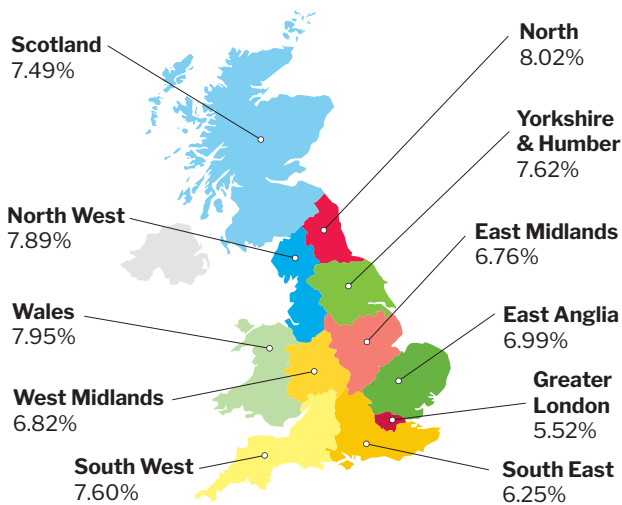 Scotland
7.49%
North
8.02%
Yorkshire
& Humber
7.62%
North West
7.89%
East Midlands
6.76%
Wales
7.95%
East Anglia
6.99%
West Midlands
6.82%
Greater
London
5.52%
South West
7.60%
South East
6.25%